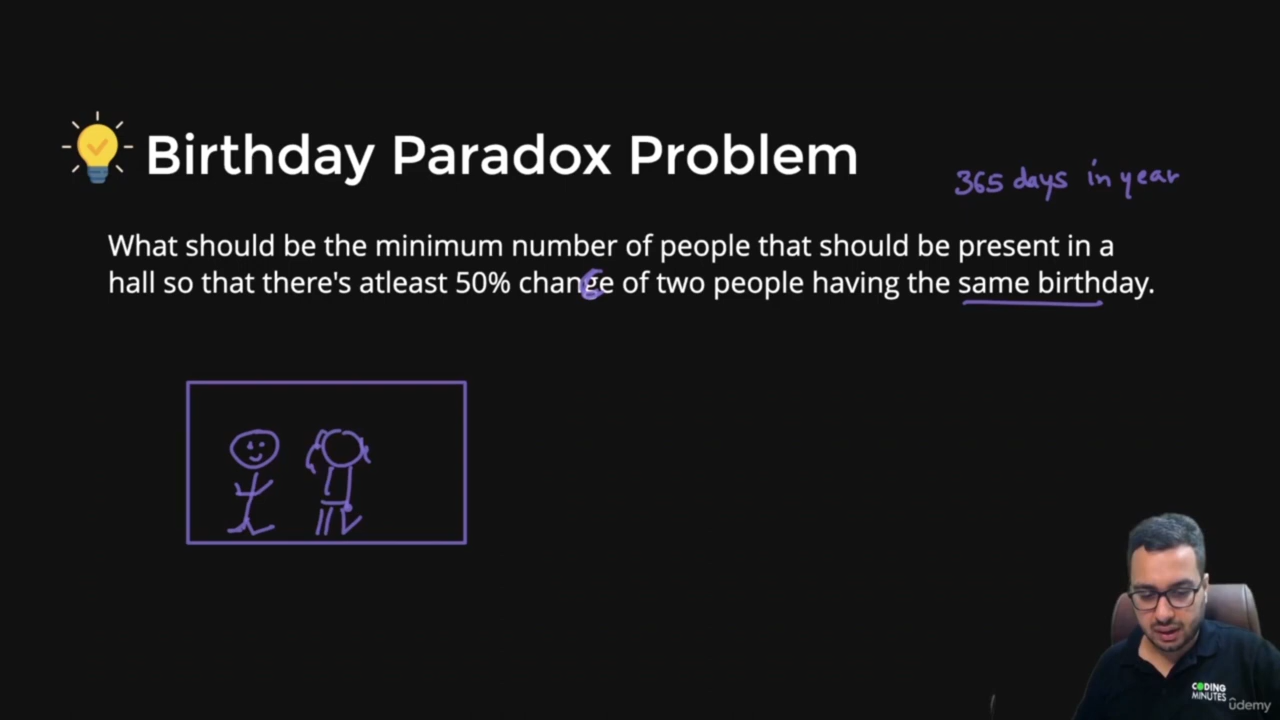 Birthday Paradox Problem
365 days in year
What should be the minimum number of people that should be present in a
hall so that there's atleast 50% change of two people having the same birthday.
CODING
MINUTES
ûdemy